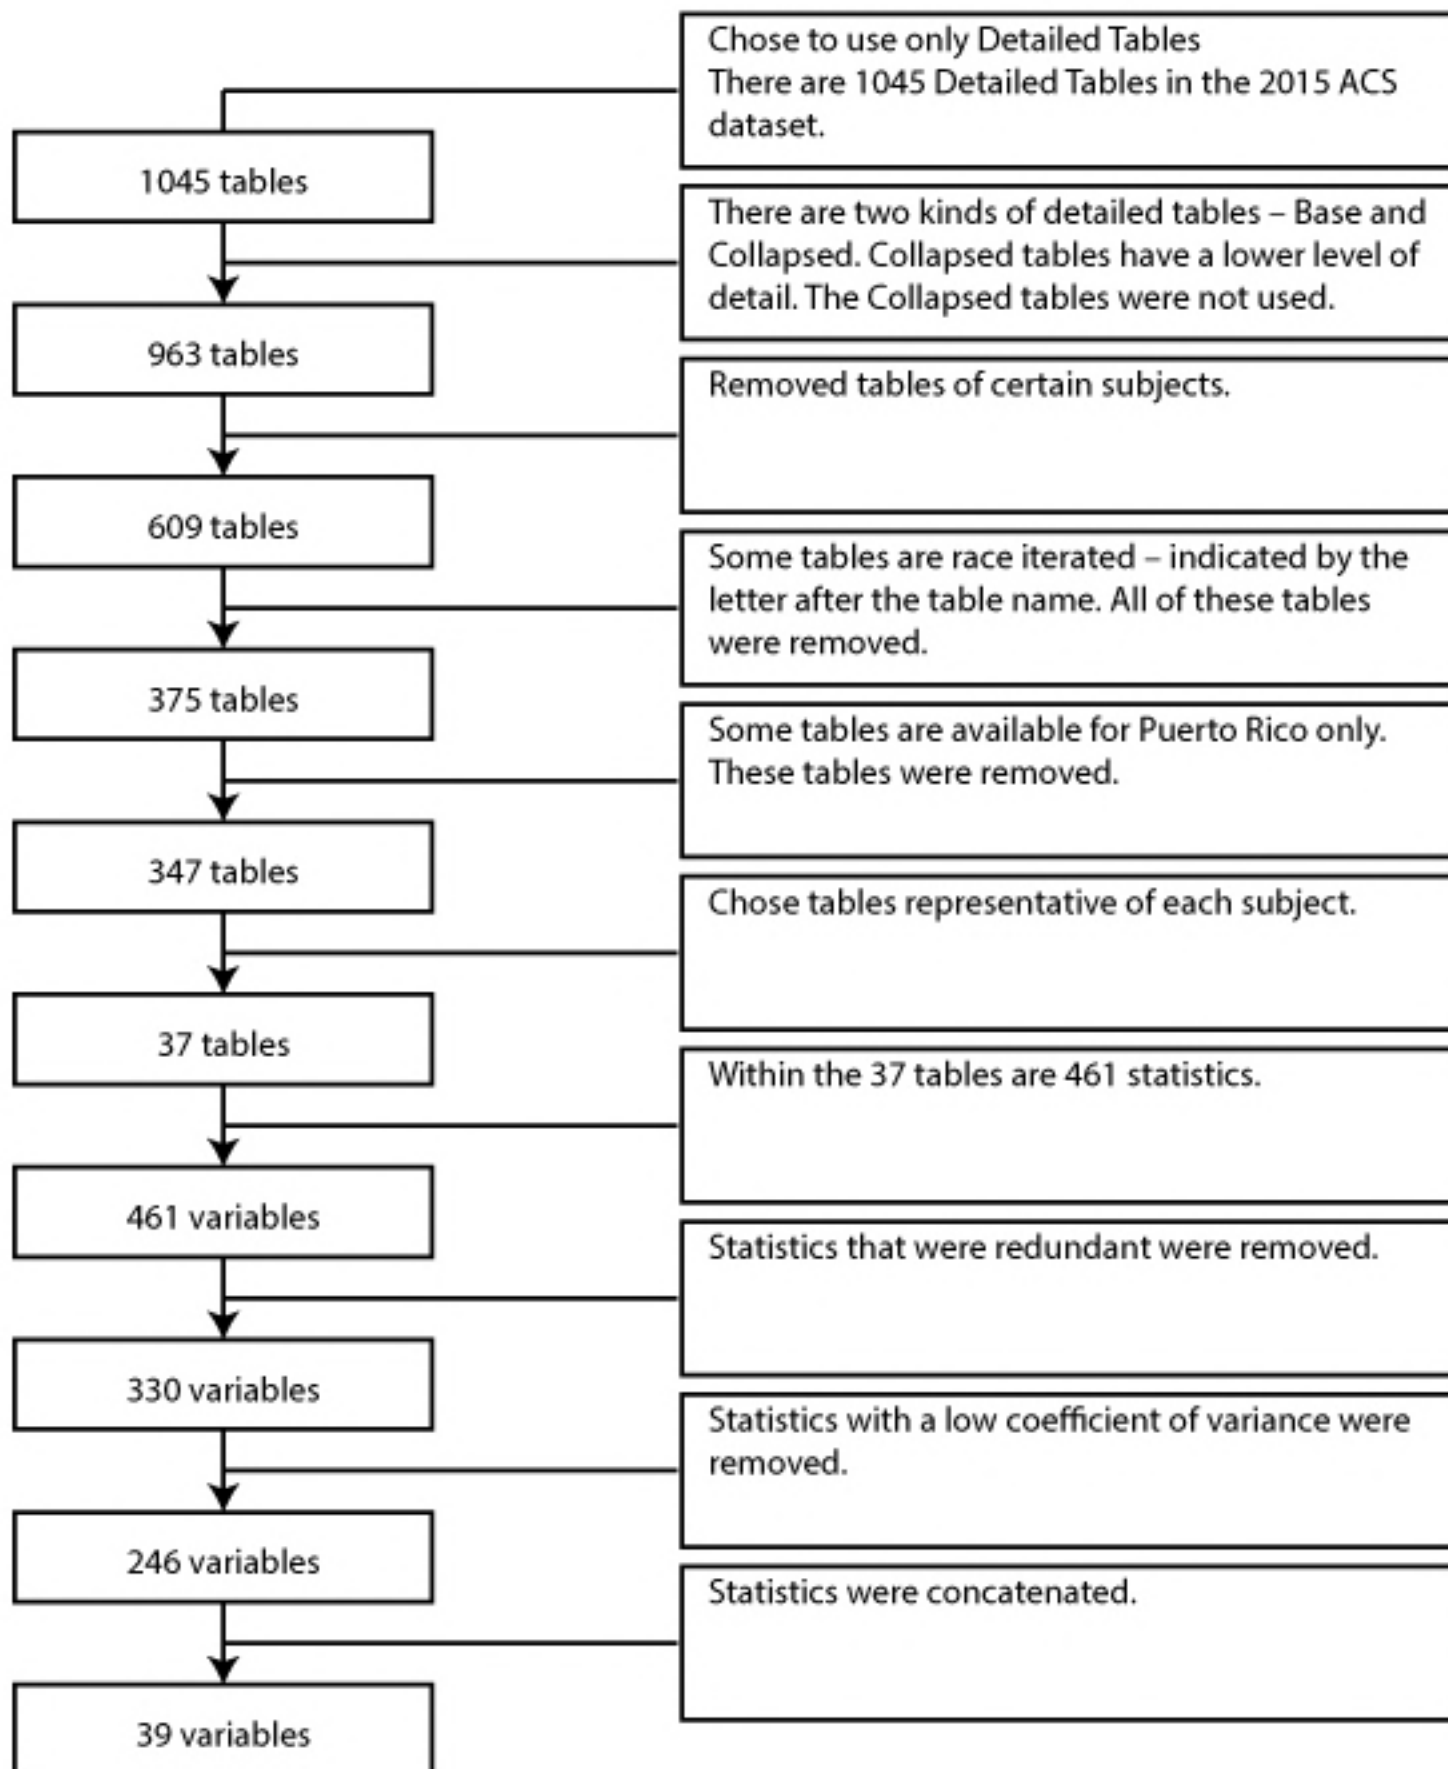 Chose to use only Detailed Tables
There are 1045 Detailed Tables in the 2015 ACS
dataset.
1045 tables
There are two kinds of detailed tables – Base and
Collapsed. Collapsed tables have a lower level of
detail. The Collapsed tables were not used.
963 tables
Removed tables of certain subjects.
609 tables
Some tables are race iterated – indicated by the
letter after the table name. All of these tables
were removed.
375 tables
Some tables are available for Puerto Rico only.
These tables were removed.
347 tables
Chose tables representative of each subject.
37 tables
Within the 37 tables are 461 statistics.
461 variables
Statistics that were redundant were removed.
330 variables
Statistics with a low coefficient of variance were
removed.
246 variables
Statistics were concatenated.
39 variables